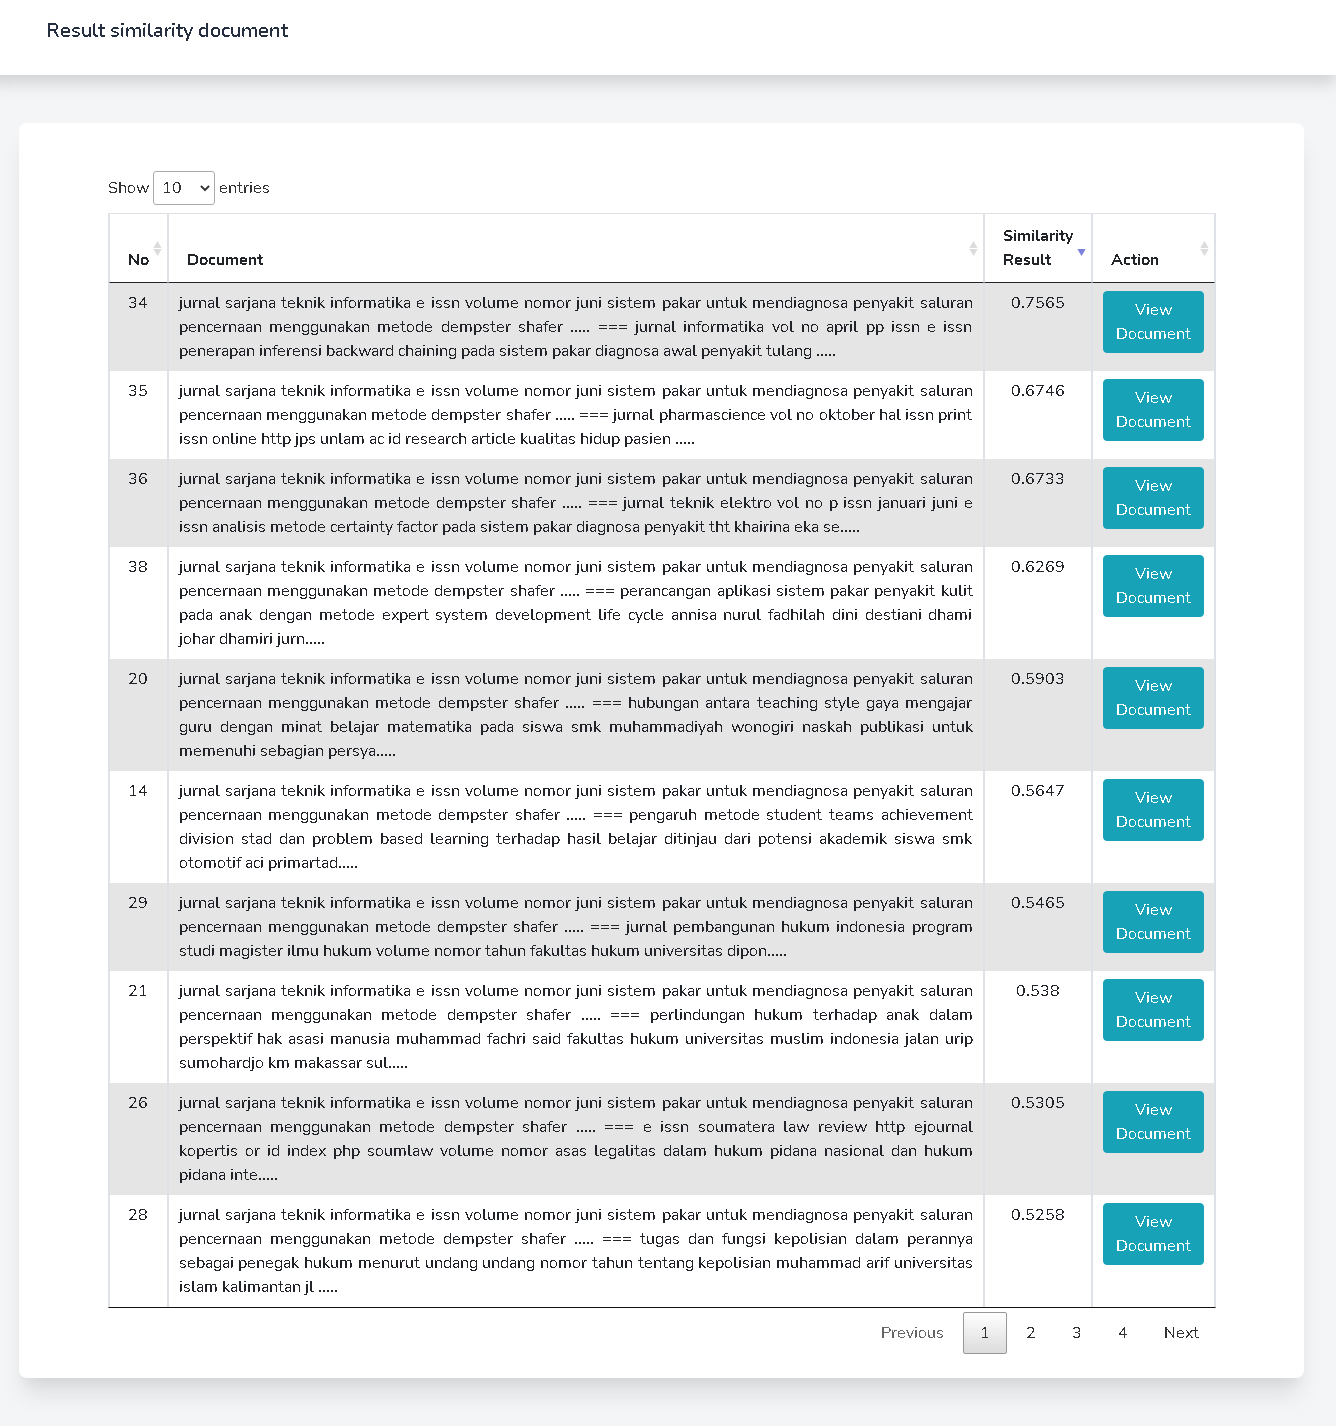 Result similarity document
Show 10 entries
No Document Similarity Result Action
34 jurnal sarjana teknik informatika e issn volume nomor juni sistem pakar untuk mendiagnosa penyakit saluran 0.7565 View
pencernaan menggunakan metode dempster shafer ..... === jurnal informatika vol no april pp issn e issn Document
penerapan inferensi backward chaining pada sistem pakar diagnosa awal penyakit tulang .....
35 jurnal sarjana teknik informatika e issn volume nomor juni sistem pakar untuk mendiagnosa penyakit saluran 0.6746 View
pencernaan menggunakan metode dempster shafer ..... === jurnal pharmascience vol no oktober hal issn print Document
issn online http jps unlam ac id research article kualitas hidup pasien .....
36 jurnal sarjana teknik informatika e issn volume nomor juni sistem pakar untuk mendiagnosa penyakit saluran 0.6733 View
pencernaan menggunakan metode dempster shafer ..... === jurnal teknik elektro vol no p issn januari juni e Document
issn analisis metode certainty factor pada sistem pakar diagnosa penyakit tht khairina eka se.....
38 jurnal sarjana teknik informatika e issn volume nomor juni sistem pakar untuk mendiagnosa penyakit saluran 0.6269 View
pencernaan menggunakan metode dempster shafer ..... === perancangan aplikasi sistem pakar penyakit kulit Document
pada anak dengan metode expert system development life cycle annisa nurul fadhilah dini destiani dhami
johar dhamiri jurn.....
20 jurnal sarjana teknik informatika e issn volume nomor juni sistem pakar untuk mendiagnosa penyakit saluran 0.5903 View
pencernaan menggunakan metode dempster shafer ..... === hubungan antara teaching style gaya mengajar Document
guru dengan minat belajar matematika pada siswa smk muhammadiyah wonogiri naskah publikasi untuk
memenuhi sebagian persya.....
14 jurnal sarjana teknik informatika e issn volume nomor juni sistem pakar untuk mendiagnosa penyakit saluran 0.5647 View
pencernaan menggunakan metode dempster shafer ..... === pengaruh metode student teams achievement Document
division stad dan problem based learning terhadap hasil belajar ditinjau dari potensi akademik siswa smk
otomotif aci primartad.....
29 jurnal sarjana teknik informatika e issn volume nomor juni sistem pakar untuk mendiagnosa penyakit saluran 0.5465 View
pencernaan menggunakan metode dempster shafer ..... === jurnal pembangunan hukum indonesia program Document
studi magister ilmu hukum volume nomor tahun fakultas hukum universitas dipon.....
21 jurnal sarjana teknik informatika e issn volume nomor juni sistem pakar untuk mendiagnosa penyakit saluran 0.538 View
pencernaan menggunakan metode dempster shafer ..... === perlindungan hukum terhadap anak dalam Document
perspektif hak asasi manusia muhammad fachri said fakultas hukum universitas muslim indonesia jalan urip
sumohardjo km makassar sul.....
26 jurnal sarjana teknik informatika e issn volume nomor juni sistem pakar untuk mendiagnosa penyakit saluran 0.5305 View
pencernaan menggunakan metode dempster shafer ..... === e issn soumatera law review http ejournal Document
kopertis or id index php soumlaw volume nomor asas legalitas dalam hukum pidana nasional dan hukum
pidana inte.....
28 jurnal sarjana teknik informatika e issn volume nomor juni sistem pakar untuk mendiagnosa penyakit saluran 0.5258 View
pencernaan menggunakan metode dempster shafer ..... === tugas dan fungsi kepolisian dalam perannya Document
sebagai penegak hukum menurut undang undang nomor tahun tentang kepolisian muhammad arif universitas
islam kalimantan jl .....
Previous 1 2 3 4 Next